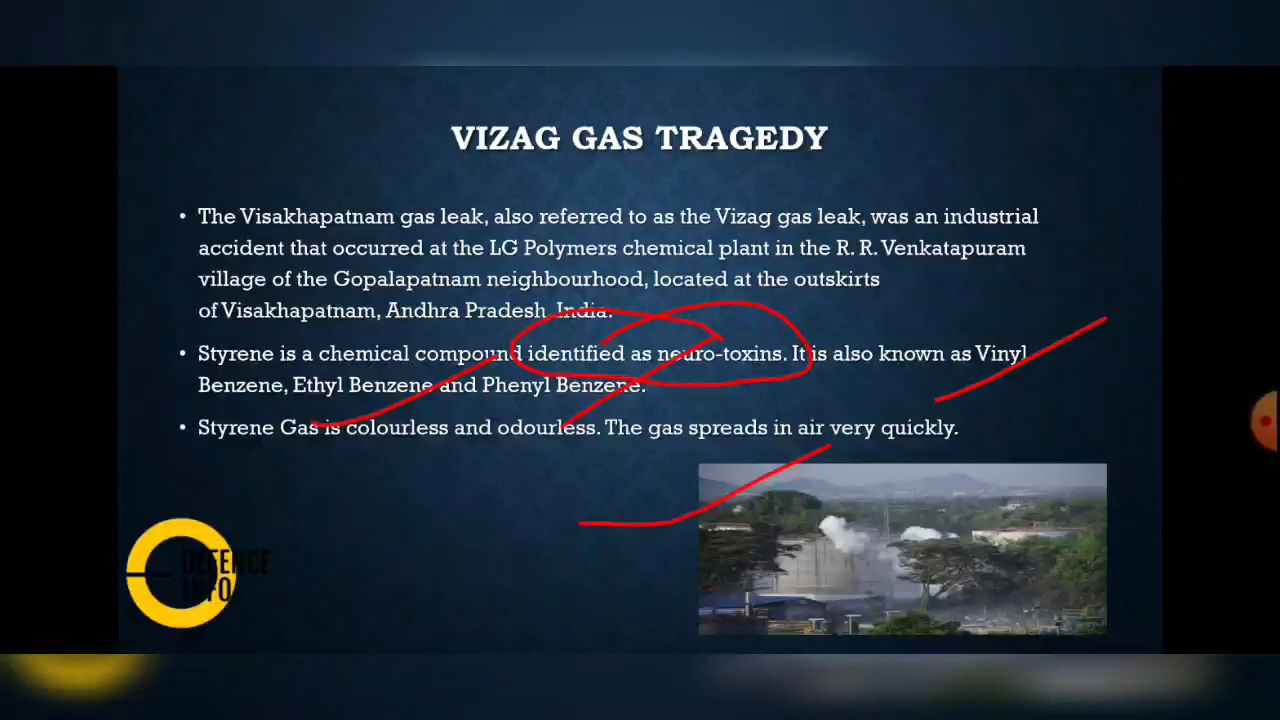 VIZAG GAS TRAGEDY
• The Visakhapatnam gas leak, also referred to as the Vizag gas leak, was an industrial
accident that occurred at the LG Polymers chemical plant in the R. R. Venkatapuram
village of the Gopalapatnam neighbourhood, located at the outskirts
of Visakhapatnam, Andhra Pradesh, India.
• Styrene is a chemical compound identified as neuro-toxins. It is also known as Vinyl
Benzene, Ethyl Benzene and Phenyl Benzene.
• Styrene Gas is colourless and odourless. The gas spreads in air very quickly.
DEFENCE
INFO